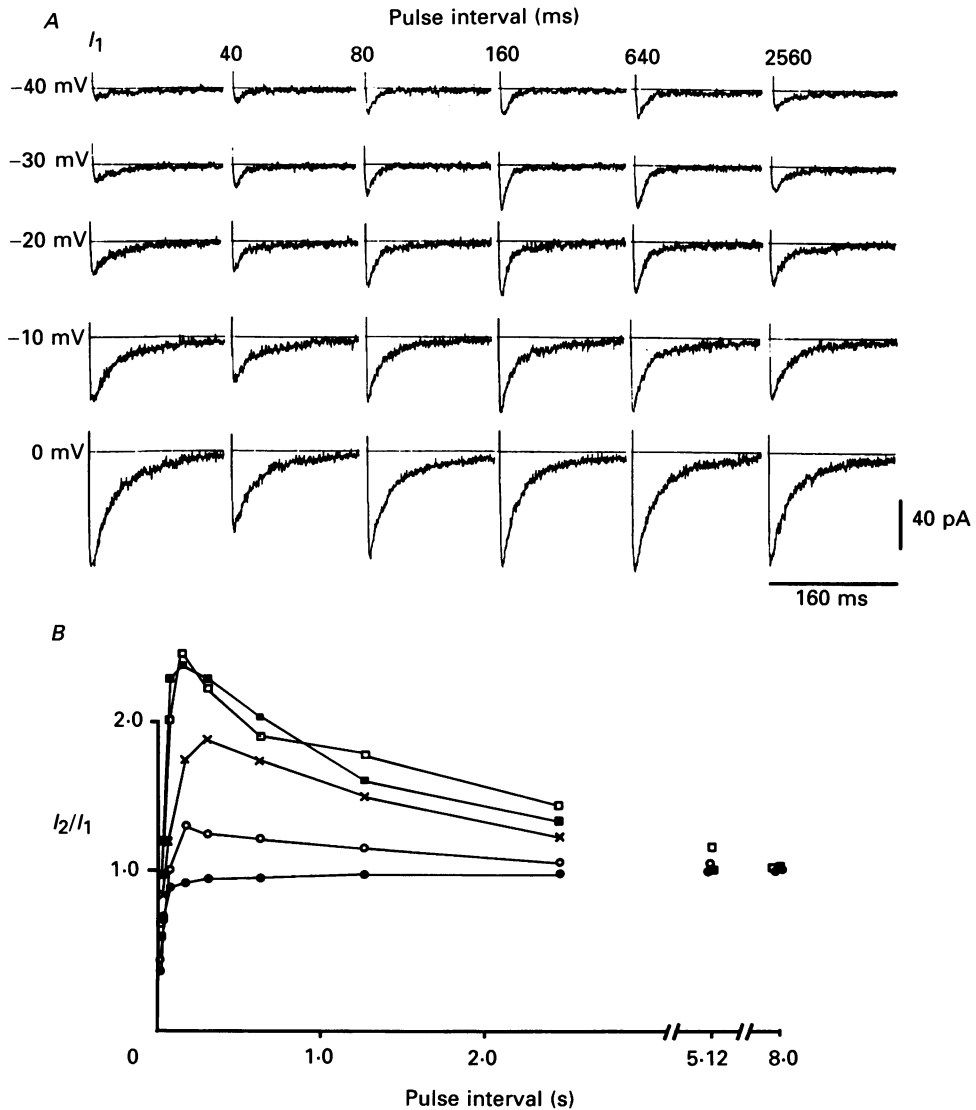 A
Pulse interval (ms)
I1
40 80 160 640 2560
−40 mV
−30 mV
−20 mV
−10 mV
0 mV
40 pA
160 ms
B
2·0
I2/I1
1·0
0 1·0 2·0 5·12 8·0
Pulse interval (s)